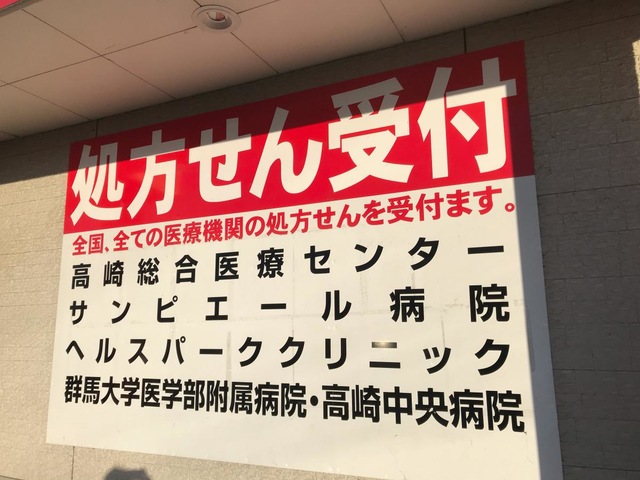 処方せん受付
全国、全ての医療機関の処方せんを受付ます。
高崎総合医療センター
サンピエール病院
ヘルスパーククリニック
群馬大学医学部附属病院・高崎中央病院